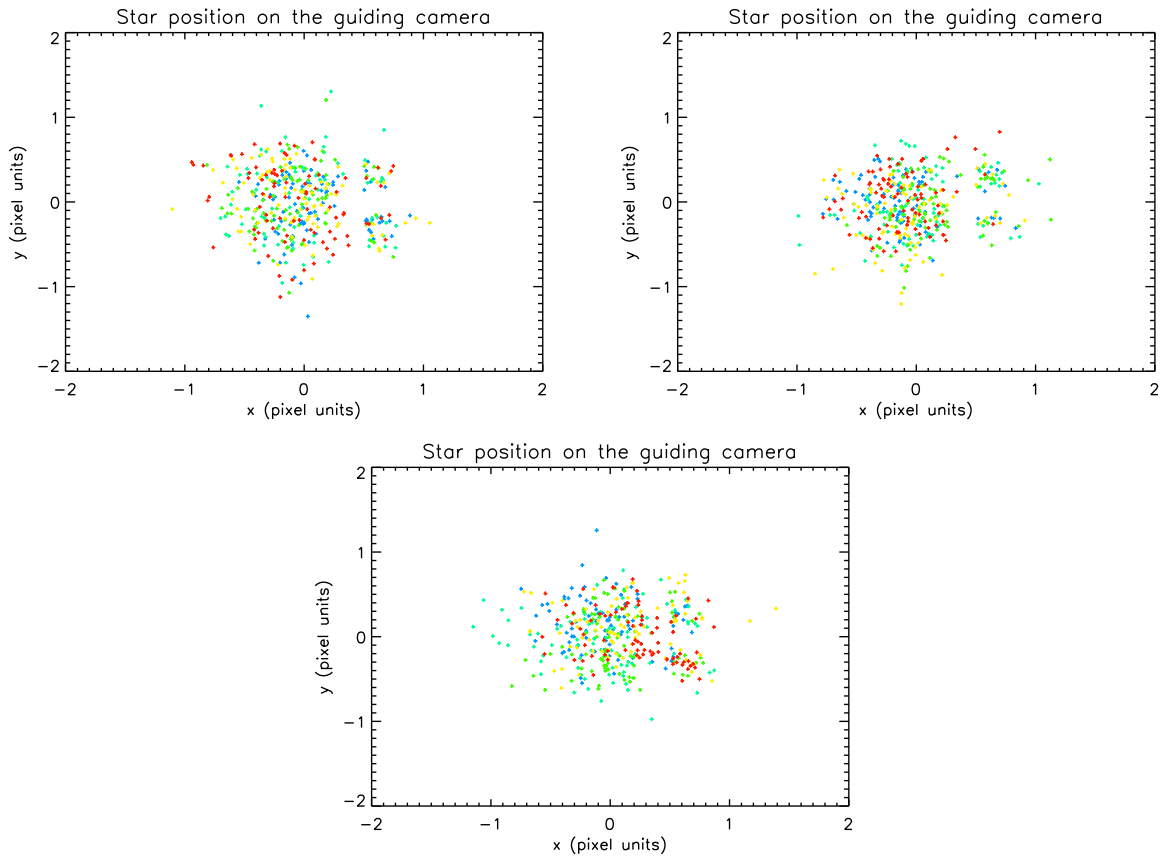 Star position on the guiding camera
2
1
0
−1
−2
y (pixel units)
−2 −1 0 1 2
x (pixel units)
Star position on the guiding camera
2
1
0
−1
−2
y (pixel units)
−2 −1 0 1 2
x (pixel units)
Star position on the guiding camera
2
1
0
−1
−2
y (pixel units)
−2 −1 0 1 2
x (pixel units)